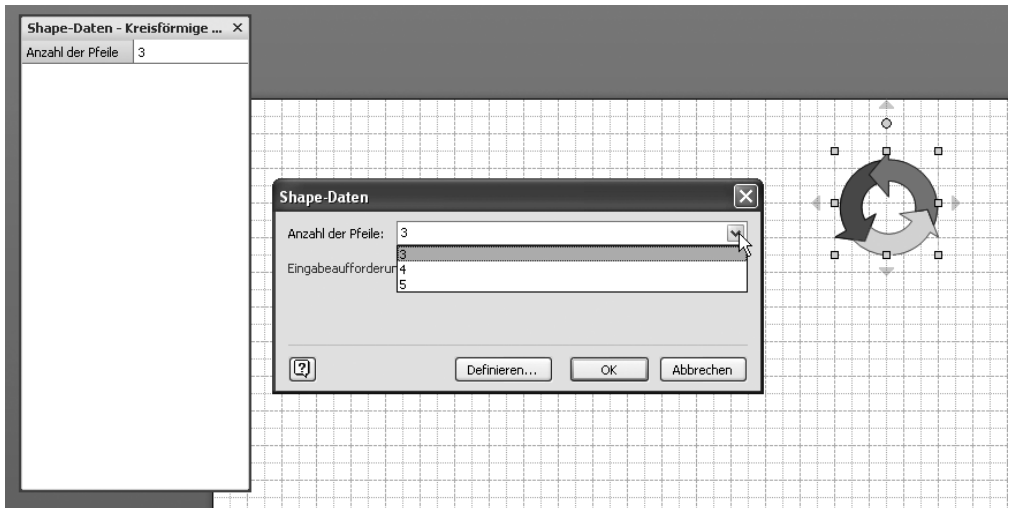 Shape-Daten - Kreisförmige ...
Anzahl der Pfeile 3
Shape-Daten
Anzahl der Pfeile: 3
3
Eingabeaufforderun 4
5
Definieren... OK Abbrechen